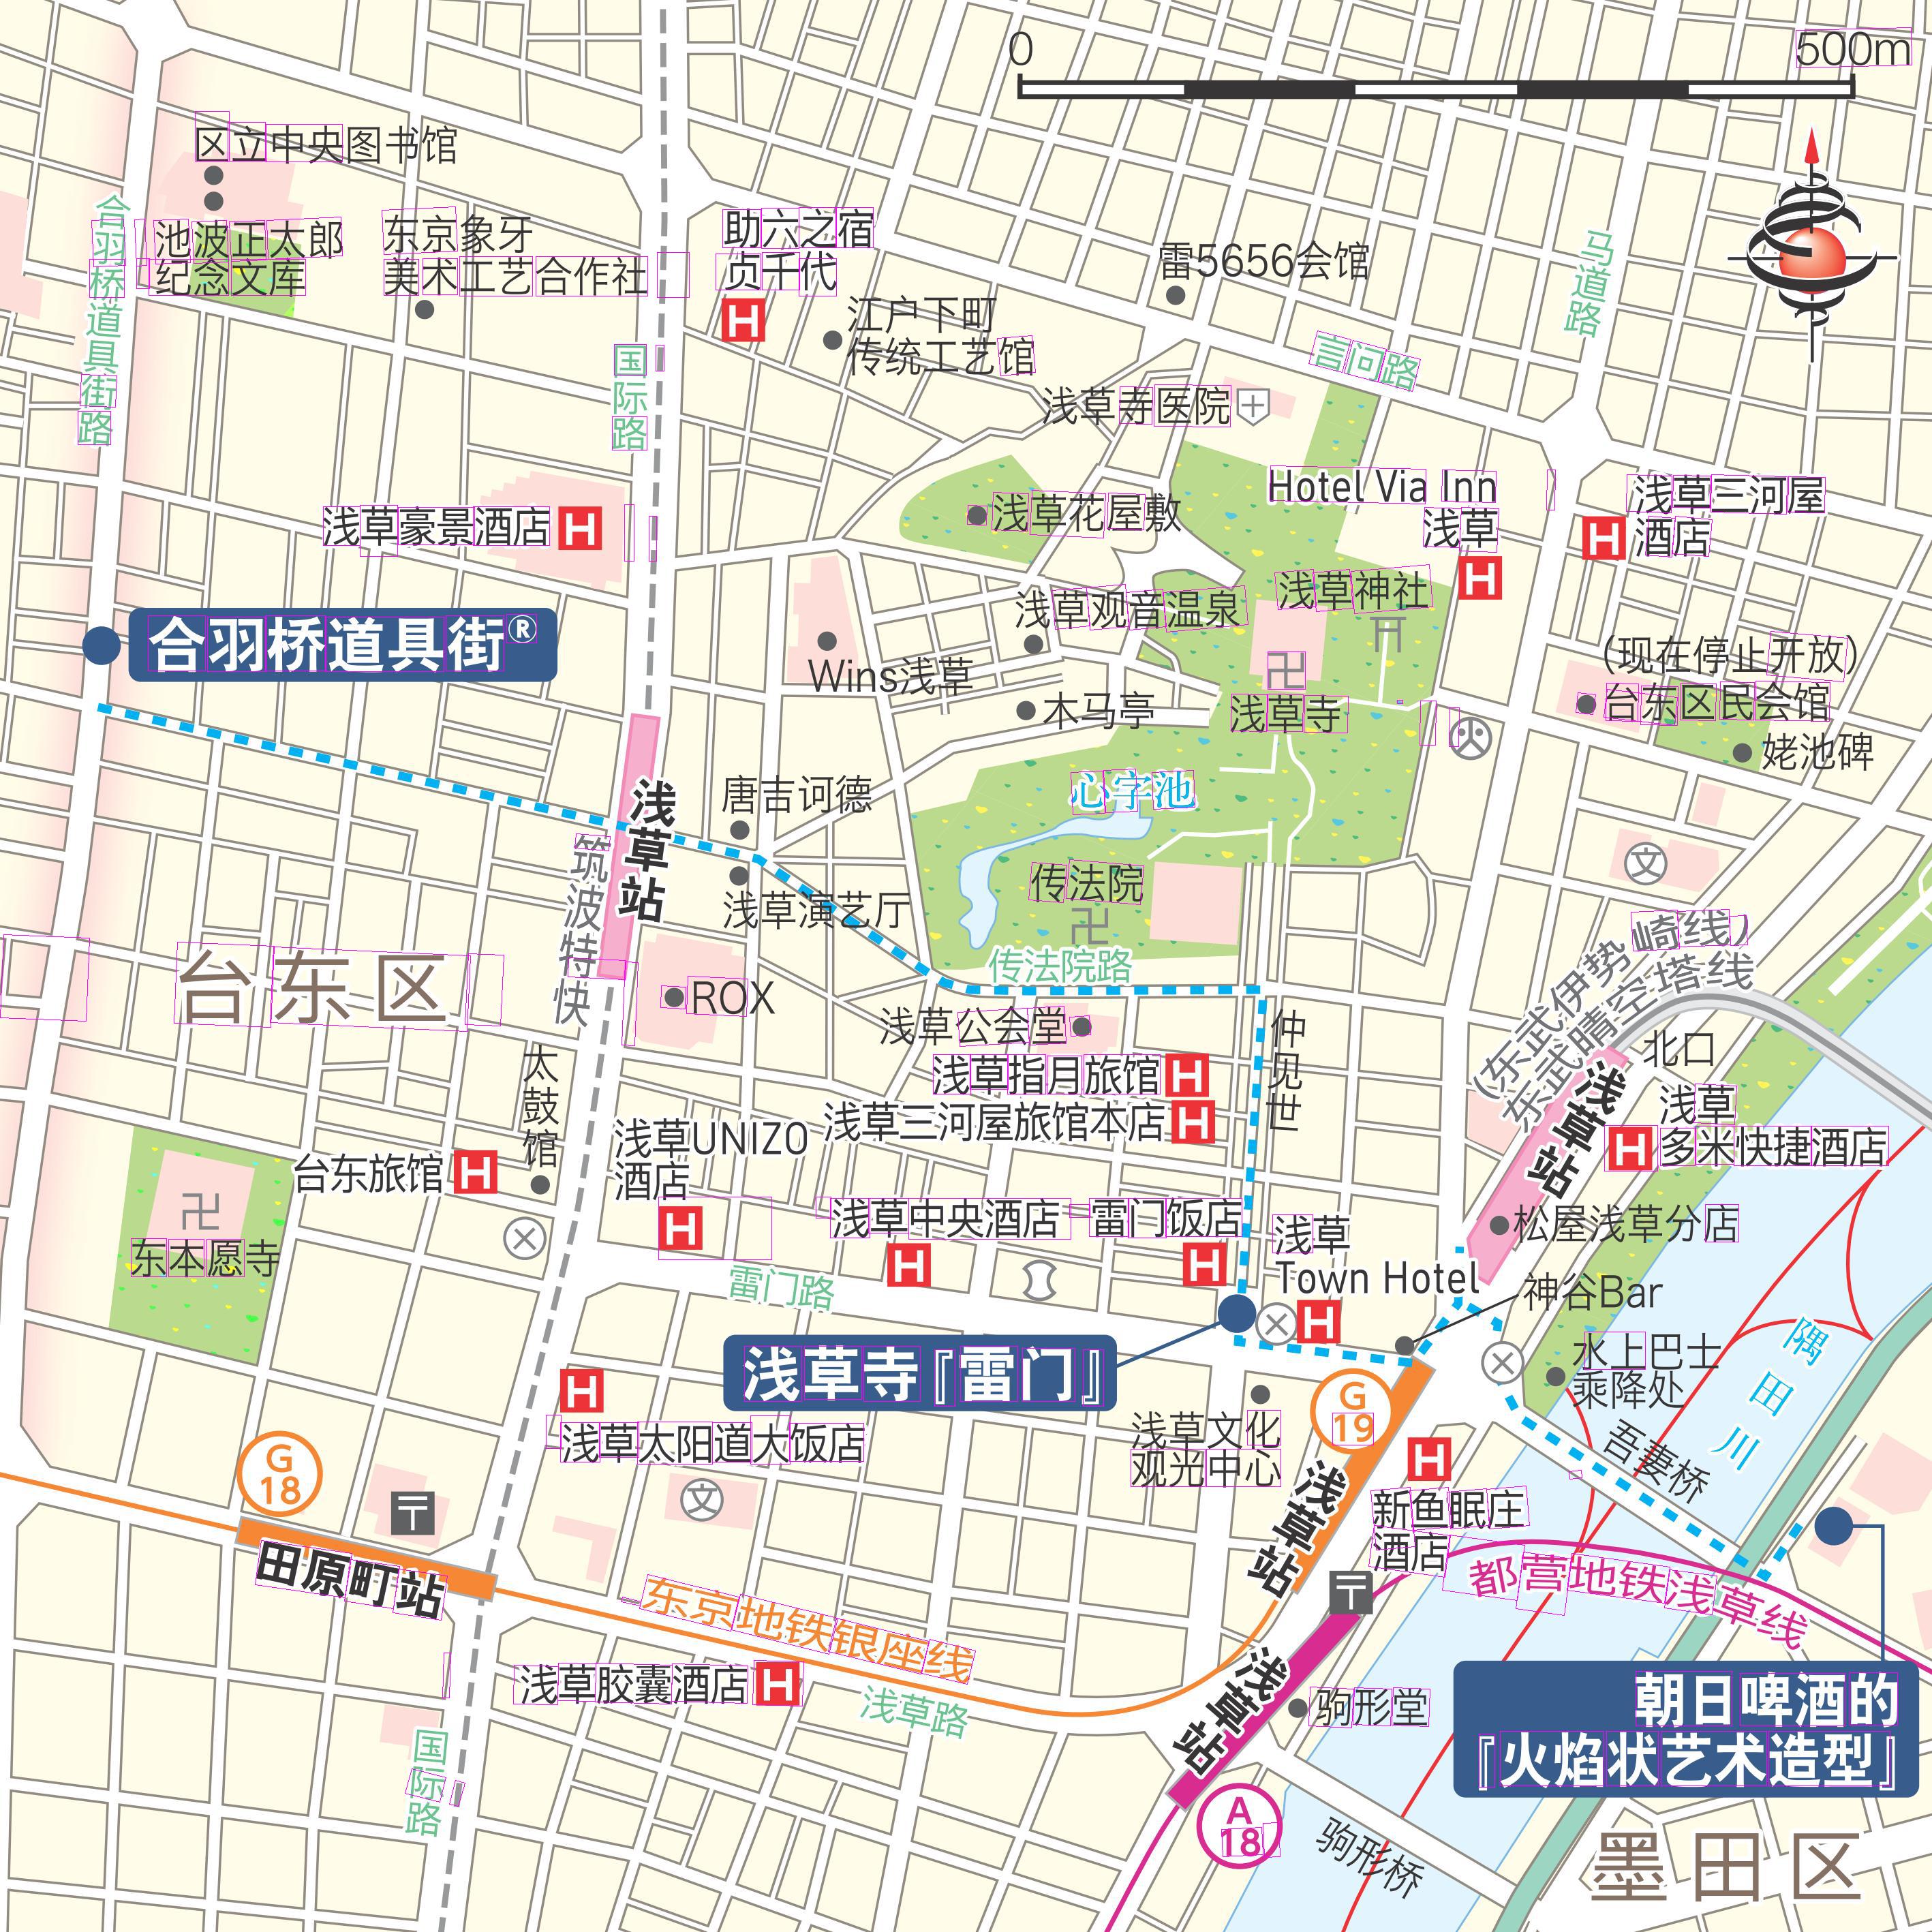 0
500m
区立中央图书馆
合羽桥道具街路
池波正太郎
纪念文库
东京象牙
美术工艺合作社
助六之宿
贞千代
H
雷5656会馆
马道路
江户下町
传统工艺馆
国际路
言问路
浅草寺医院
Hotel Via Inn
浅草
H
浅草三河屋
酒店
H
浅草豪景酒店
H
浅草花屋敷
浅草观音温泉
浅草神社
合羽桥道具街®
(现在停止开放)
台东区民会馆
姥池碑
Wins浅草
木马亭
卍
浅草寺
心字池
唐吉诃德
浅草站
筑波特快
文
传法院
卍
浅草演艺厅
传法院路
(东武伊势崎线)
东武晴空塔线
台东区
ROX
浅草公会堂
仲见世
北口
浅草站
浅草指月旅馆
H
浅草三河屋旅馆本店
H
浅草
多米快捷酒店
H
太鼓馆
浅草UNIZO
酒店
H
台东旅馆
H
卍
东本愿寺
浅草中央酒店
H
雷门饭店
H
浅草
Town Hotel
H
松屋浅草分店
神谷Bar
雷门路
浅草寺『雷门』
水上巴士
乘降处
隅田川
G
19
H
浅草太阳道大饭店
浅草文化
观光中心
吾妻桥
G
18
〒
文
浅草站
H
新鱼眠庄
酒店
田原町站
〒
都营地铁浅草线
东京地铁银座线
浅草胶囊酒店
H
浅草路
浅草站
驹形堂
朝日啤酒的
『火焰状艺术造型』
国际路
A
18
驹形桥
墨田区